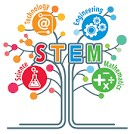 Technology
Engineering
@
STEM
Science
Mathematics
+-
×=